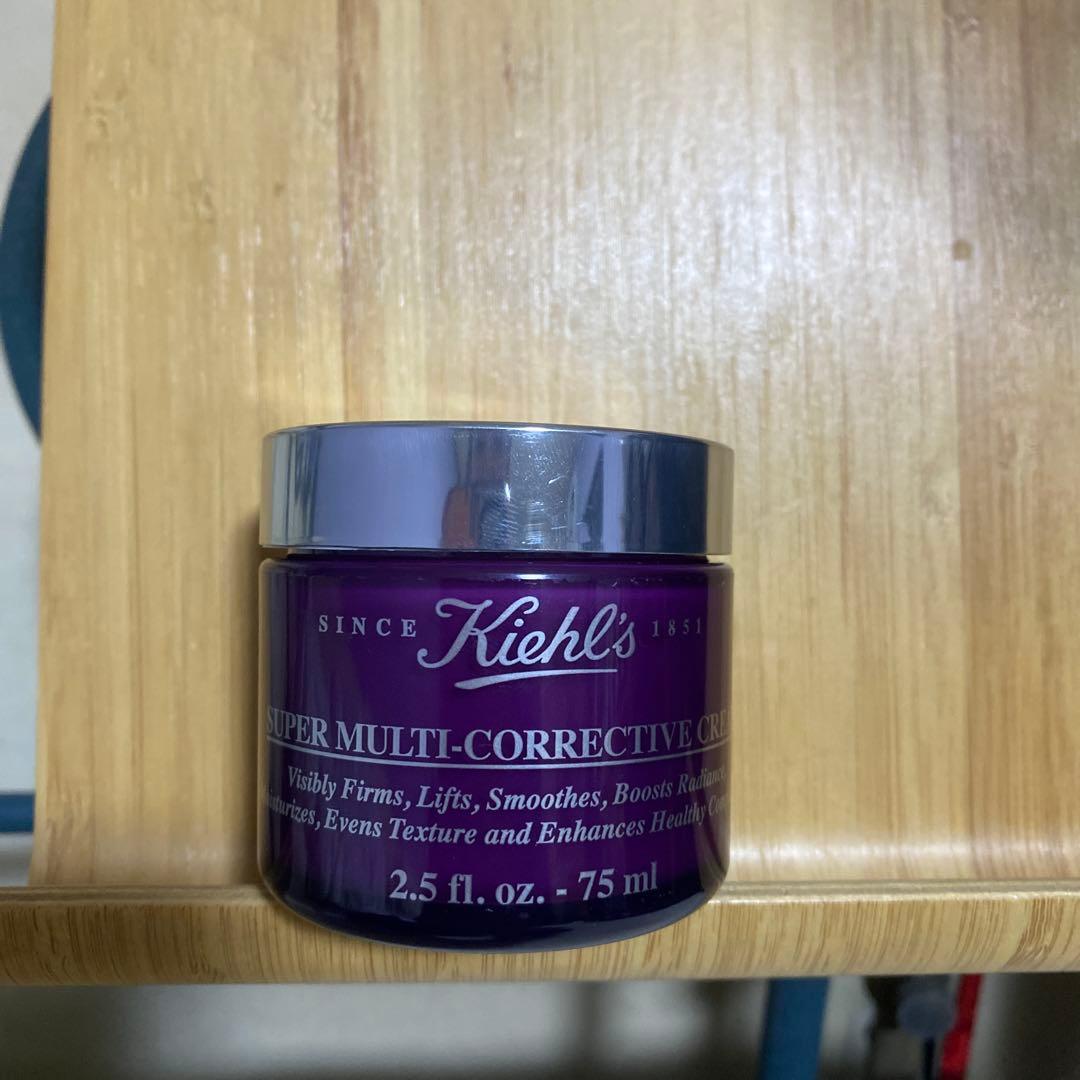 SINCE Kiehl's 1851
SUPER MULTI-CORRECTIVE
Visibly Firms, Lifts, Smoothes, Boosts Radiance,
Evens Texture and Enhances Healthy
2.5 fl. oz. - 75 ml